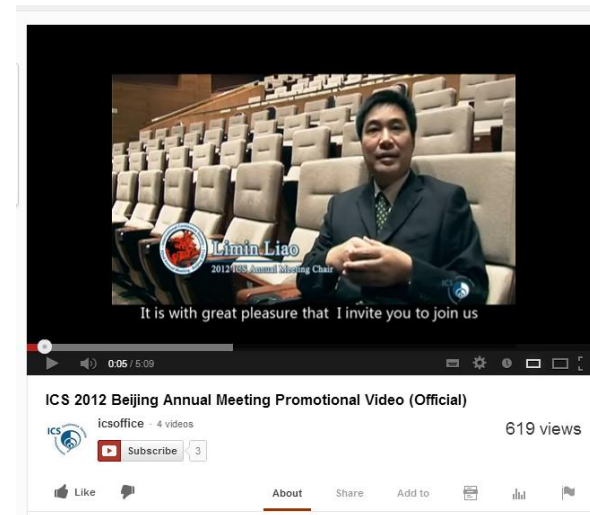 Limin Liao
2012 ICS Annual Meeting Chair
ICS
It is with great pleasure that I invite you to join us
0:05 / 5:09
ICS 2012 Beijing Annual Meeting Promotional Video (Official)
ICS
icsoffice - 4 videos
619 views
Subscribe 3
Like
About Share Add to